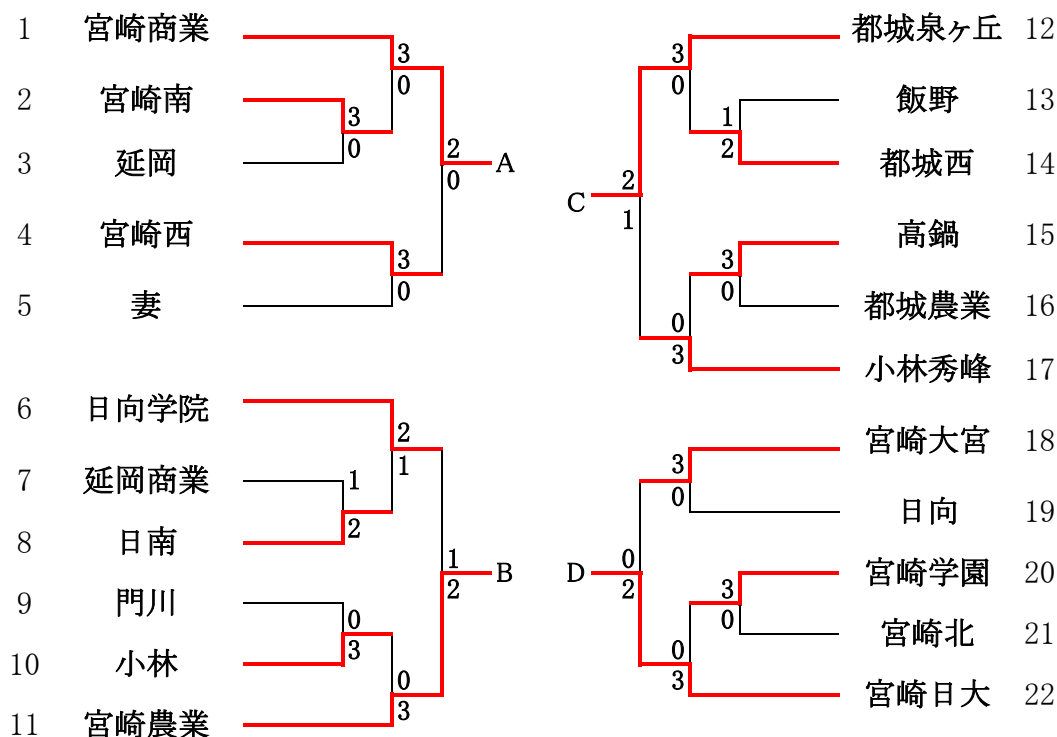 1 宮崎商業
2 宮崎南
3 延岡
4 宮崎西
5 妻
6 日向学院
7 延岡商業
8 日南
9 門川
10 小林
11 宮崎農業
3
0
3
0
2
0
A
3
0
2
1
1
2
1
2
B
0
3
0
3
都城泉ヶ丘 12
飯野 13
都城西 14
高鍋 15
都城農業 16
小林秀峰 17
宮崎大宮 18
日向 19
宮崎学園 20
宮崎北 21
宮崎日大 22
3
0
1
2
C
2
1
3
0
0
3
3
0
D
0
2
3
0
0
3